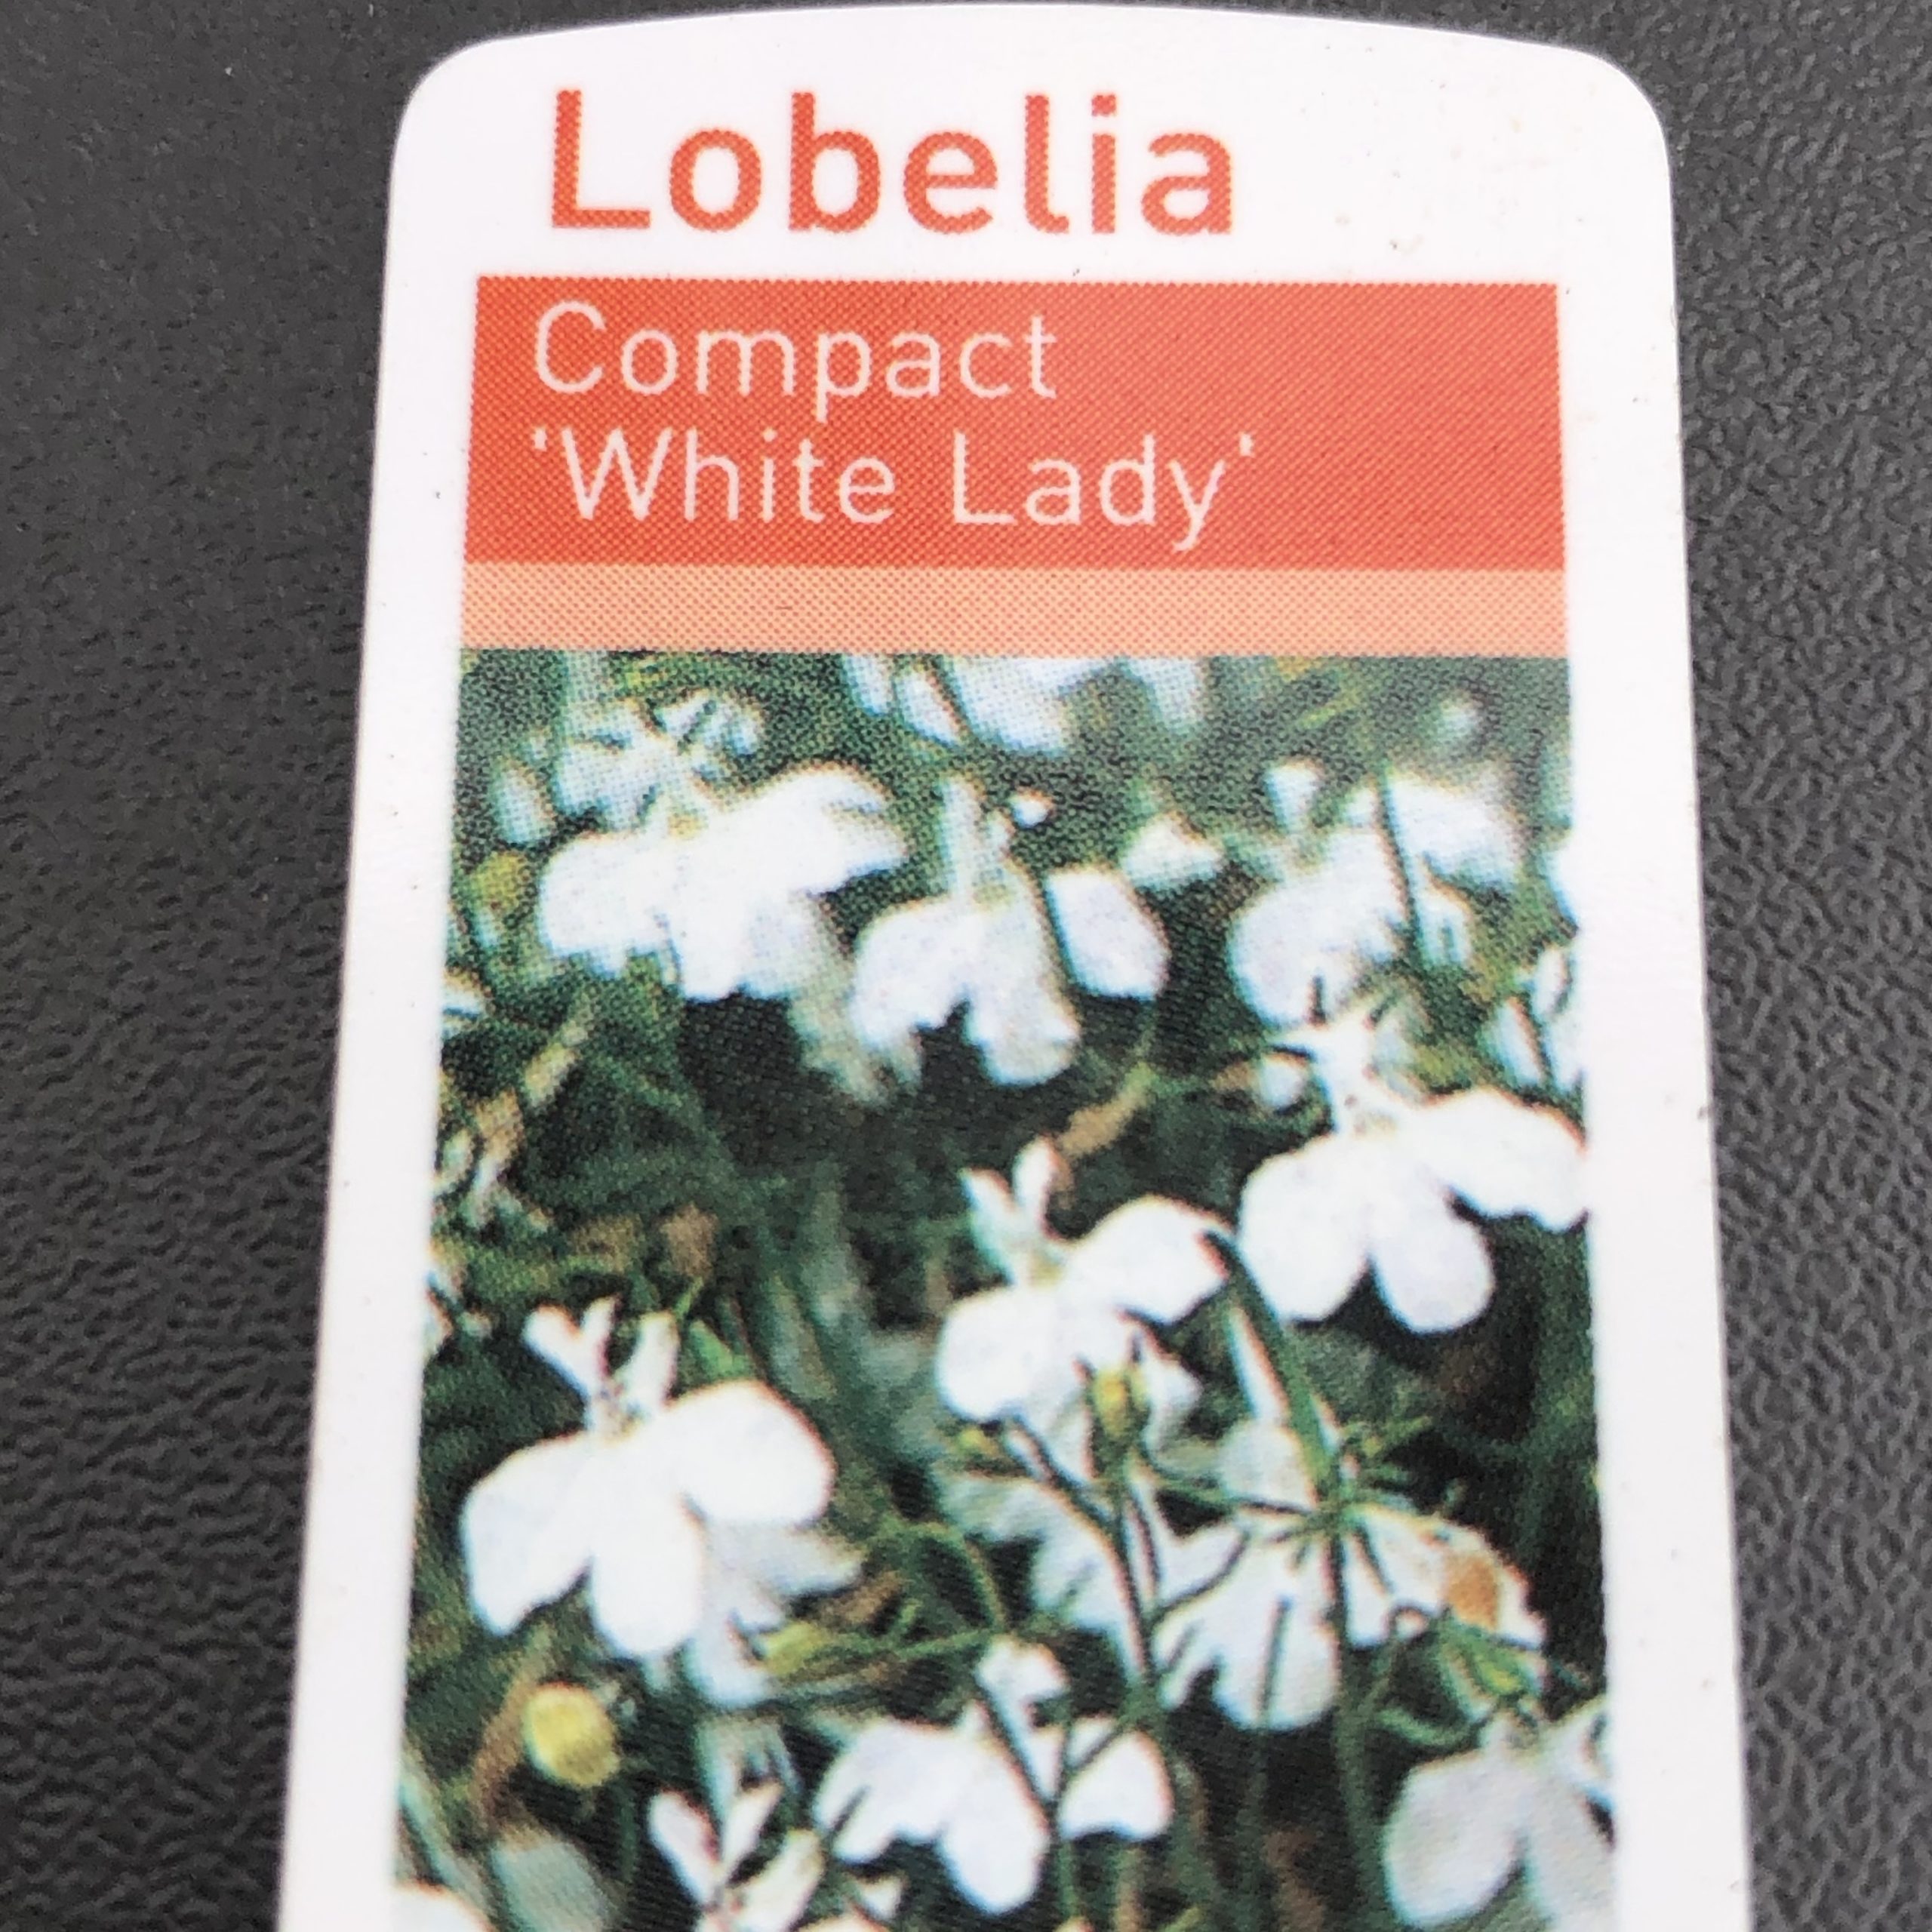 Lobelia
Compact
'White Lady'